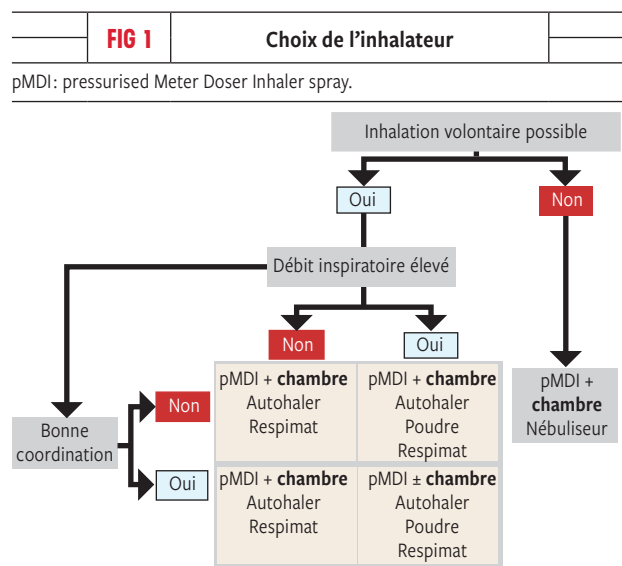 FIG 1
Choix de l’inhalateur
pMDI: pressurised Meter Doser Inhaler spray.
Inhalation volontaire possible
Oui
Non
Débit inspiratoire élevé
Non
Oui
pMDI + chambre
Autohaler
Respimat
pMDI + chambre
Autohaler
Poudre
Respimat
pMDI +
chambre
Nébuliseur
Bonne
coordination
Non
Oui
pMDI + chambre
Autohaler
Respimat
pMDI ± chambre
Autohaler
Poudre
Respimat